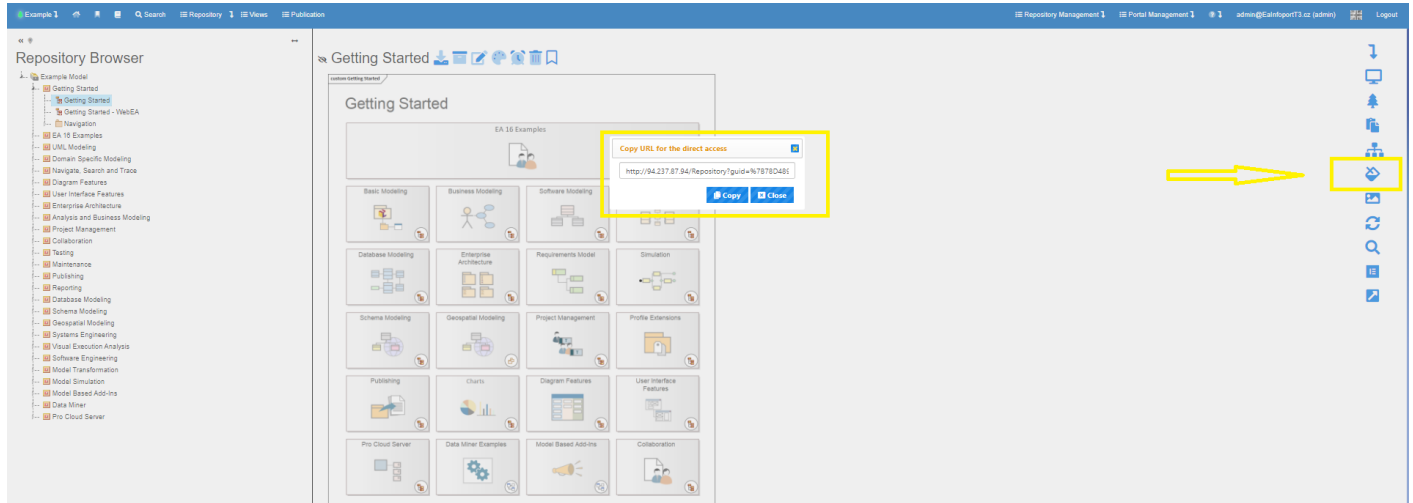 Example
Search
Repository
Views
Publication
Repository Management
Portal Management
admin@EaInfoportT3.cz (admin)
Logout
Repository Browser
Example Model
Getting Started
Getting Started
Getting Started - WebEA
Navigation
EA 16 Examples
UML Modeling
Domain Specific Modeling
Navigate, Search and Trace
Diagram Features
User Interface Features
Enterprise Architecture
Analysis and Business Modeling
Project Management
Collaboration
Testing
Maintenance
Publishing
Reporting
Database Modeling
Schema Modeling
Geospatial Modeling
Systems Engineering
Visual Execution Analysis
Software Engineering
Model Transformation
Model Simulation
Model Based Add-Ins
Data Miner
Pro Cloud Server
Getting Started
custom Getting Started
Getting Started
EA 16 Examples
Copy URL for the direct access
http://94.237.87.94/Repository?guid=%7B78D4B9
Copy
Close
Basic Modeling
Business Modeling
Software Modeling
Database Modeling
Enterprise
Architecture
Requirements Model
Simulation
Schema Modeling
Geospatial Modeling
Project Management
Profile Extensions
Publishing
Charts
Diagram Features
User Interface
Features
Pro Cloud Server
Data Miner Examples
Model Based Add-Ins
Collaboration